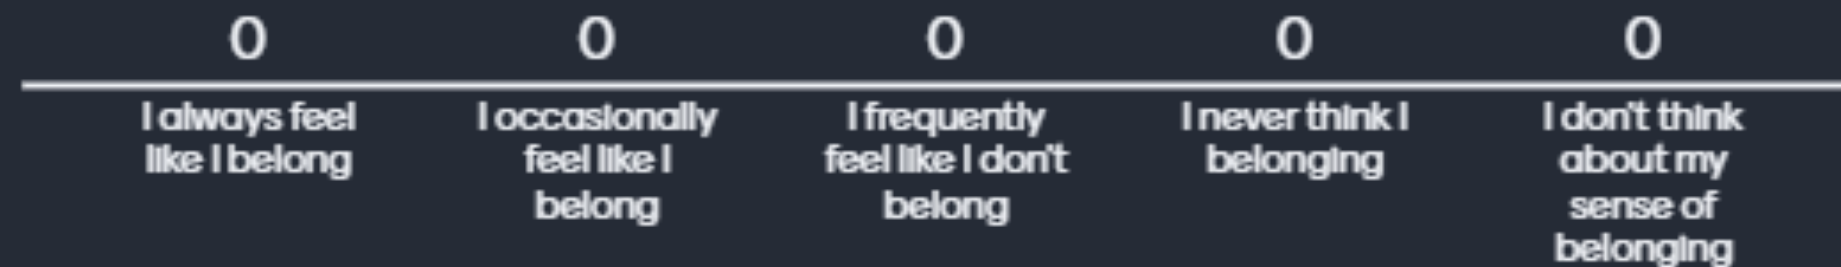 0 0 0 0 0
I always feel
like I belong
I occasionally
feel like I
belong
I frequently
feel like I don't
belong
I never think I
belonging
I don't think
about my
sense of
belonging